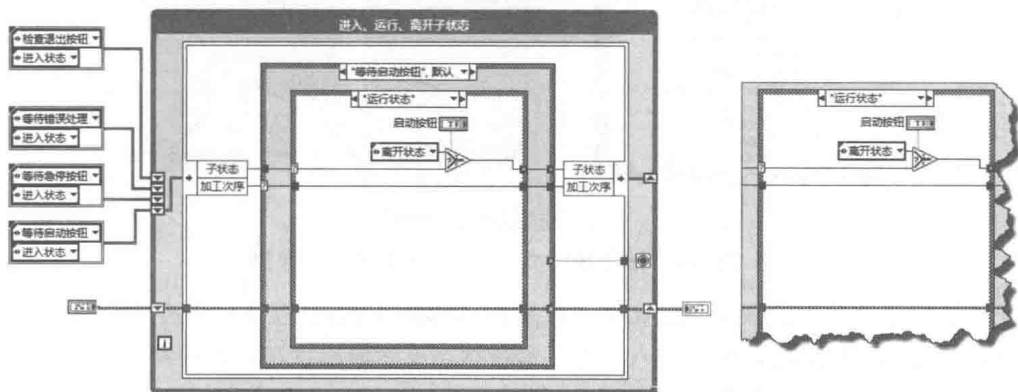 进入、运行、离开子状态
检查退出按钮
进入状态
等待错误处理
进入状态
等待急停按钮
进入状态
等待启动按钮
进入状态
"等待启动按钮", 默认
"运行状态"
启动按钮
TF
离开状态
子状态
加工次序
子状态
加工次序
i
"运行状态"
启动按钮
TF
离开状态